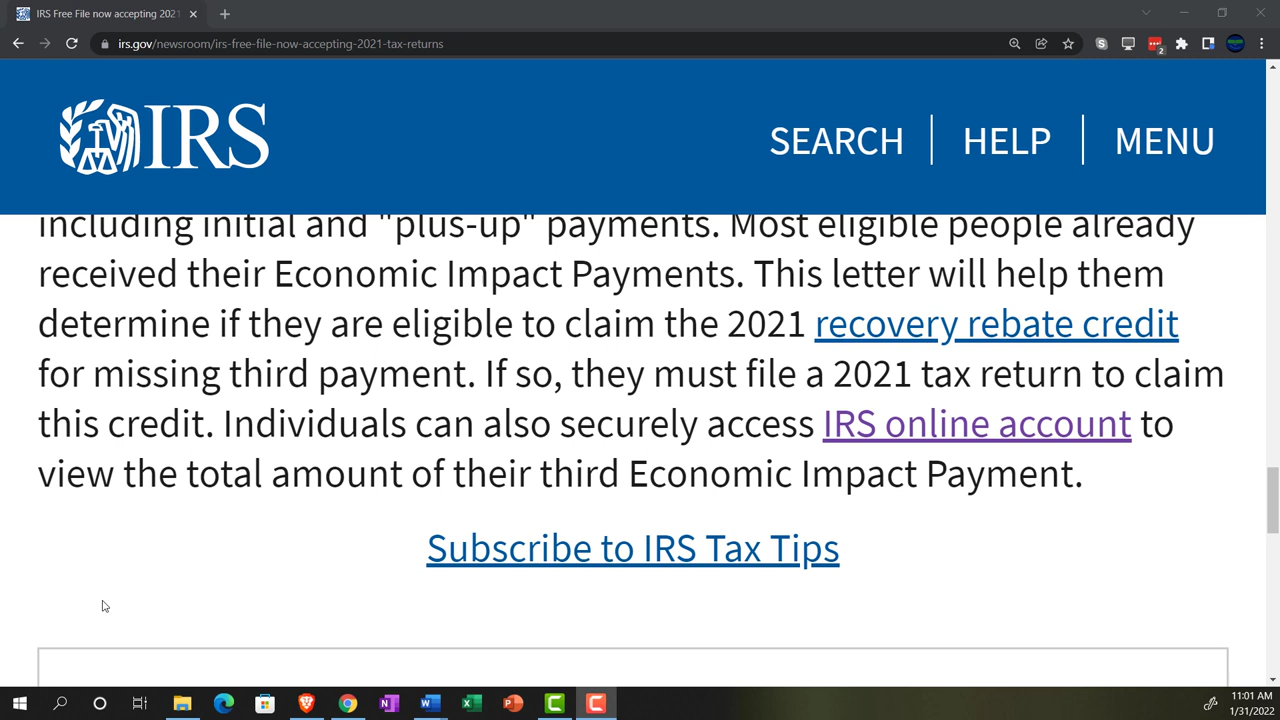 IRS Free File now accepting 2021
irs.gov/newsroom/irs-free-file-now-accepting-2021-tax-returns
2
IRS
SEARCH
HELP
MENU
including initial and "plus-up" payments. Most eligible people already
received their Economic Impact Payments. This letter will help them
determine if they are eligible to claim the 2021 recovery rebate credit
for missing third payment. If so, they must file a 2021 tax return to claim
this credit. Individuals can also securely access IRS online account to
view the total amount of their third Economic Impact Payment.
Subscribe to IRS Tax Tips
11:01 AM
1/31/2022